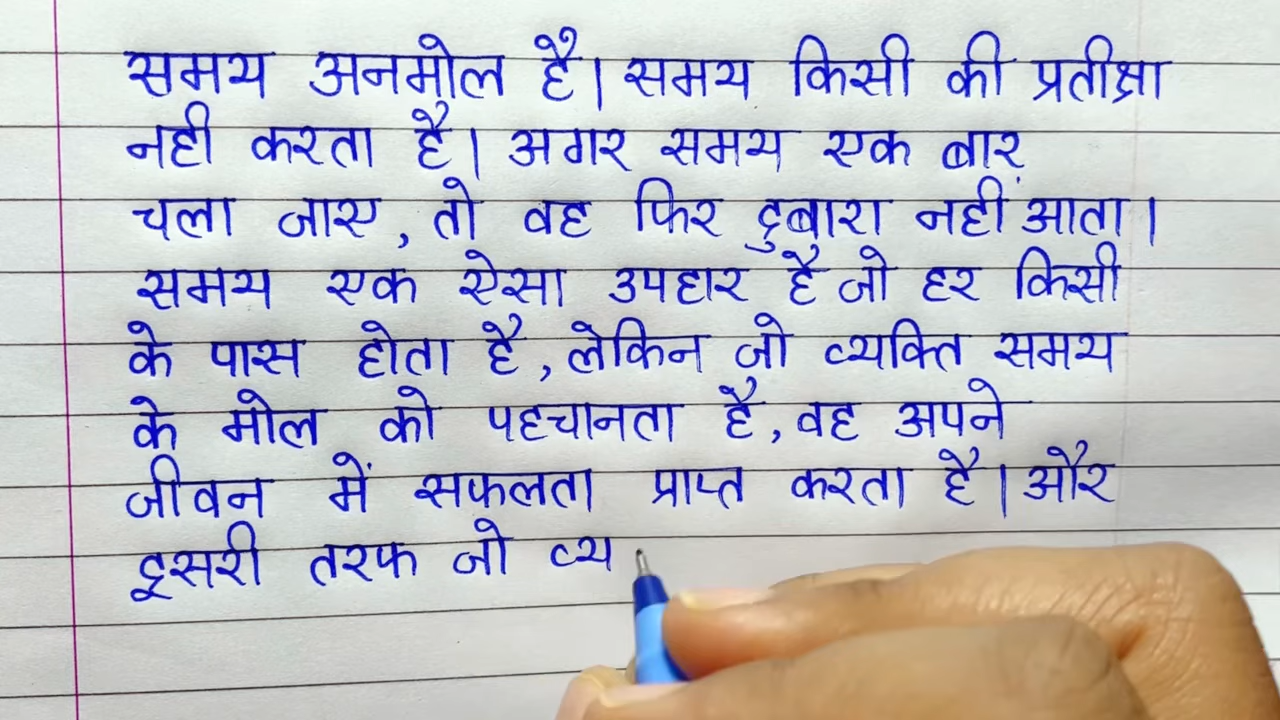 समय अनमोल है। समय किसी की प्रतीक्षा
नही करता है। अगर समय एक बार
चला जाए, तो वह फिर दुबारा नहीं आता।
समय एक ऐसा उपहार है जो हर किसी
के पास होता है, लेकिन जो व्यक्ति समय
के मोल को पहचानता है, वह अपने
जीवन में सफलता प्राप्त करता है। और
दूसरी तरफ जो व्य